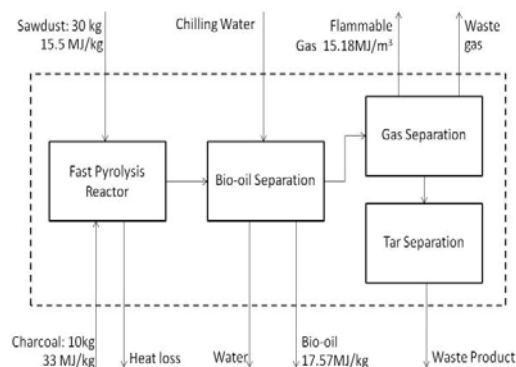 Sawdust: 30 kg
15.5 MJ/kg
Chilling Water
Flammable
Gas 15.18MJ/m³
Waste
gas
Fast Pyrolysis
Reactor
Bio-oil Separation
Gas Separation
Tar Separation
Charcoal: 10kg
33 MJ/kg
Heat loss
Water
Bio-oil
17.57MJ/kg
Waste Product